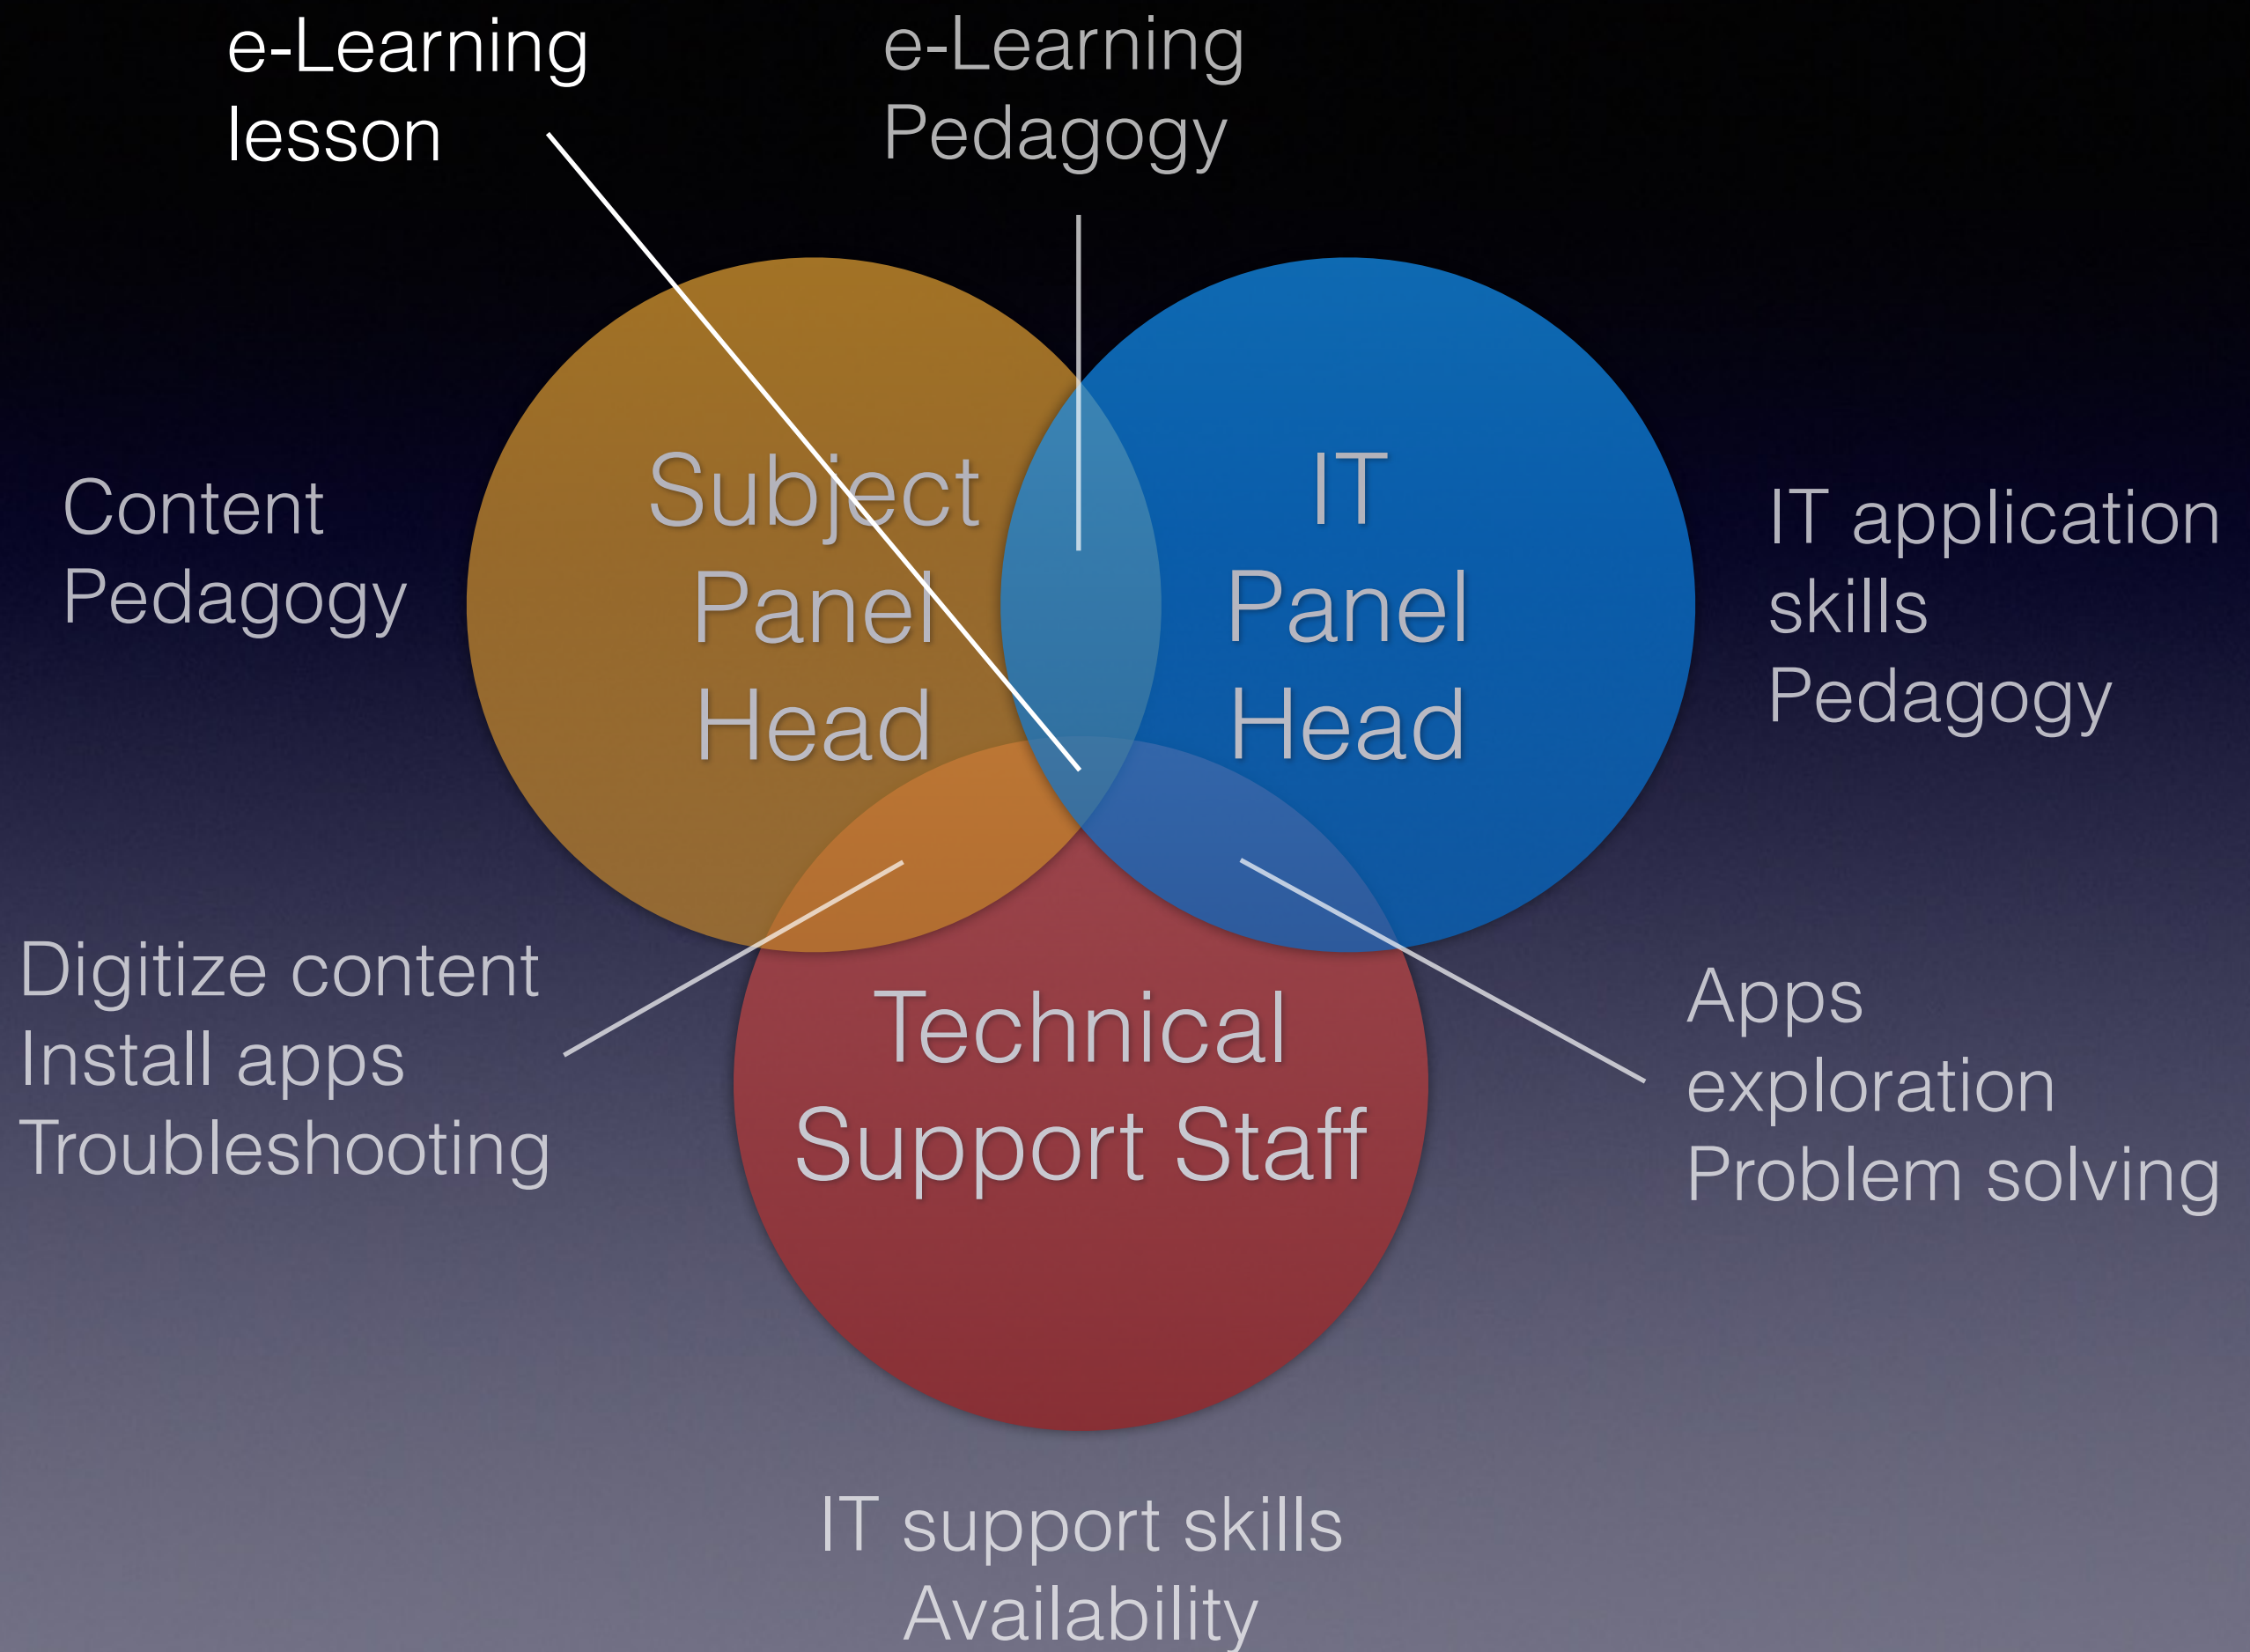 e-Learning
lesson
e-Learning
Pedagogy
Content
Pedagogy
Subject
Panel
Head
IT
Panel
Head
IT application
skills
Pedagogy
Digitize content
Install apps
Troubleshooting
Technical
Support Staff
Apps
exploration
Problem solving
IT support skills
Availability